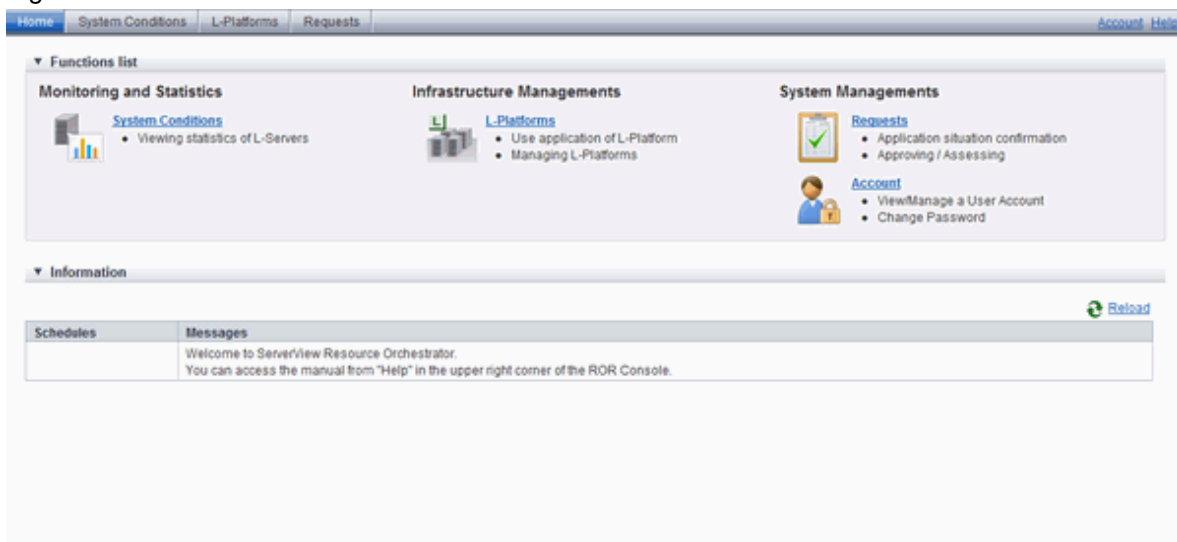 Home System Conditions L-Platforms Requests Account Help
▼ Functions list
Monitoring and Statistics
System Conditions
• Viewing statistics of L-Servers
Infrastructure Managements
L-Platforms
• Use application of L-Platform
• Managing L-Platforms
System Managements
Requests
• Application situation confirmation
• Approving / Assessing
Account
• View/Manage a User Account
• Change Password
▼ Information
Reload
Schedules Messages
Welcome to ServerView Resource Orchestrator.
You can access the manual from "Help" in the upper right corner of the ROR Console.